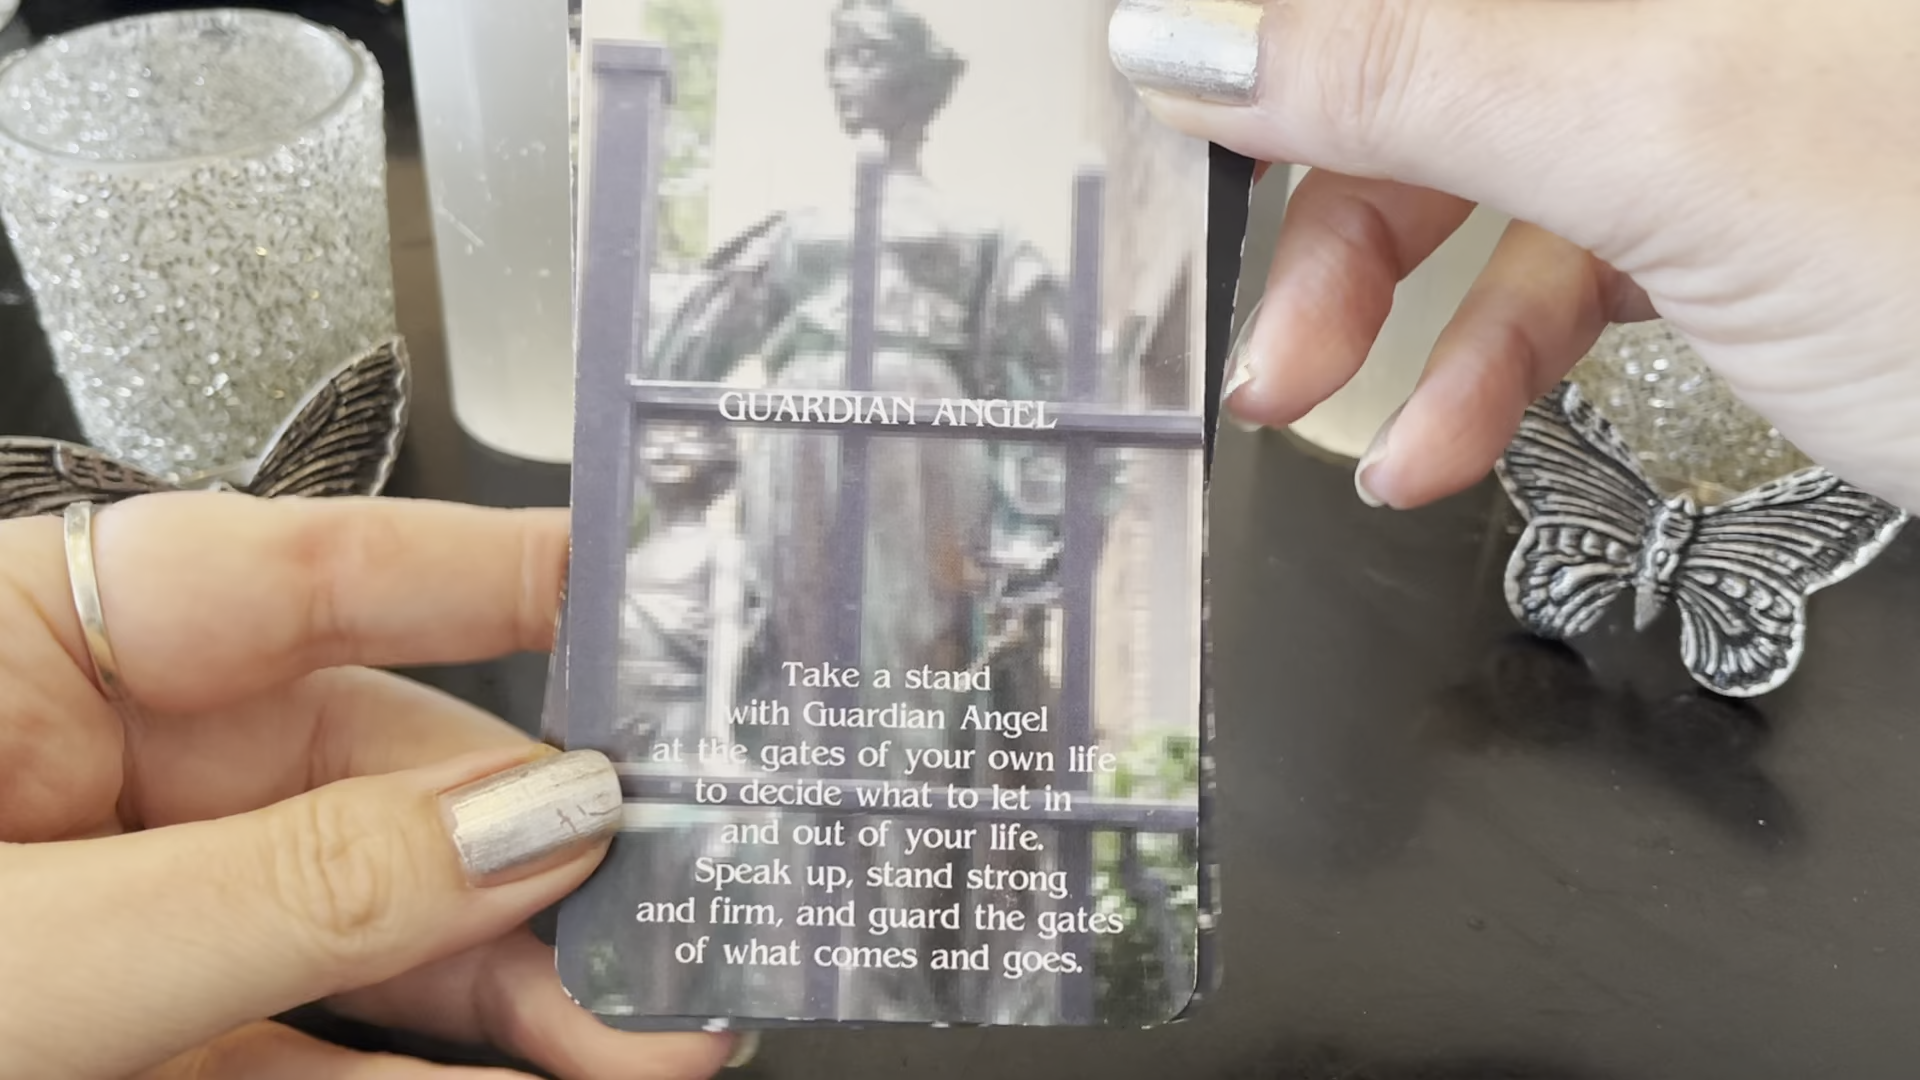 GUARDIAN ANGEL
Take a stand
with Guardian Angel
at the gates of your own life
to decide what to let in
and out of your life.
Speak up, stand strong
and firm, and guard the gates
of what comes and goes.